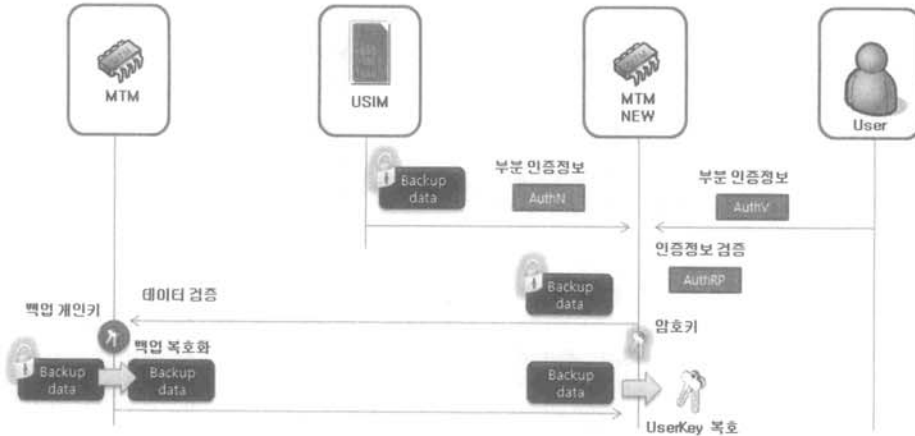 MTM
USIM
MTM
NEW
User
부분 인증정보
부분 인증정보
Backup
data
AuthN
AuthV
인증정보 검증
AuthRP
Backup
data
데이터 검증
백업 개인키
암호키
백업 복호화
Backup
data
Backup
data
Backup
data
UserKey 복호